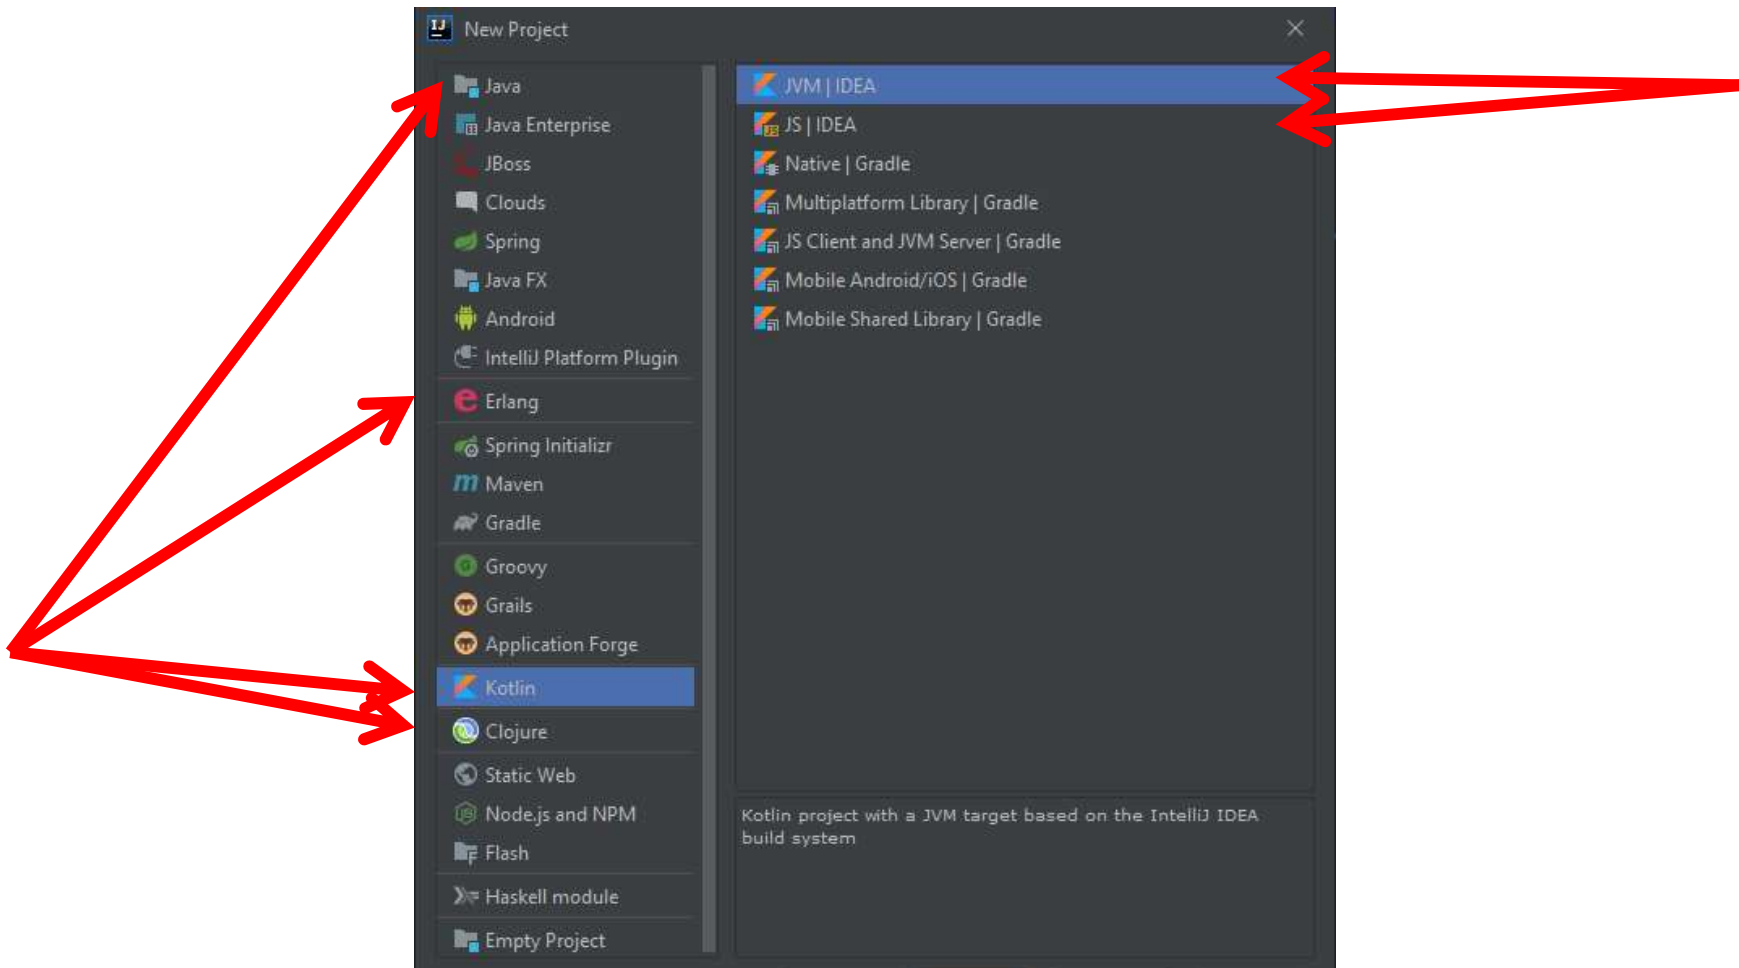 New Project
Java
Java Enterprise
JBoss
Clouds
Spring
Java FX
Android
IntelliJ Platform Plugin
Erlang
Spring Initializr
Maven
Gradle
Groovy
Grails
Application Forge
Kotlin
Clojure
Static Web
Node.js and NPM
Flash
Haskell module
Empty Project
JVM | IDEA
JS | IDEA
Native | Gradle
Multiplatform Library | Gradle
JS Client and JVM Server | Gradle
Mobile Android/iOS | Gradle
Mobile Shared Library | Gradle
Kotlin project with a JVM target based on the IntelliJ IDEA
build system